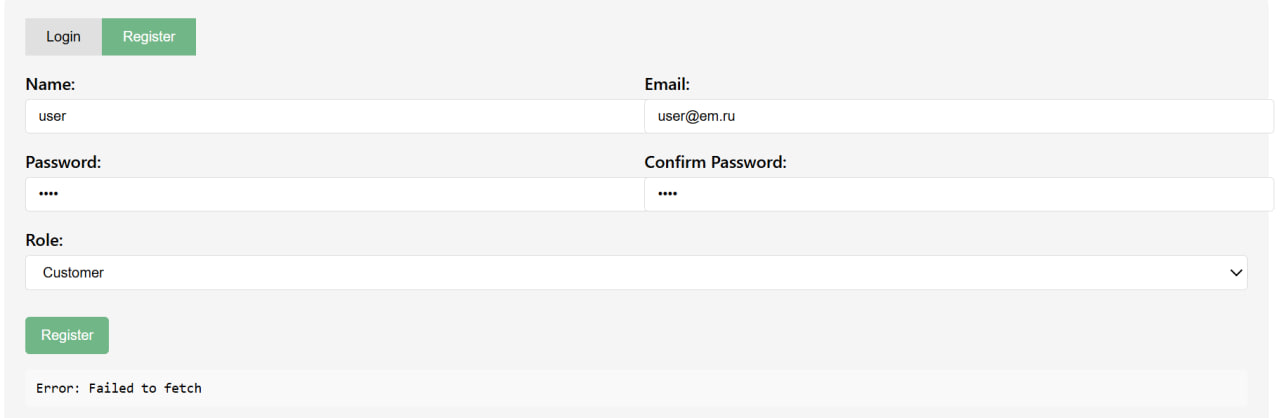 Login Register
Name: Email:
user user@em.ru
Password: Confirm Password:
•••• ••••
Role:
Customer
Register
Error: Failed to fetch